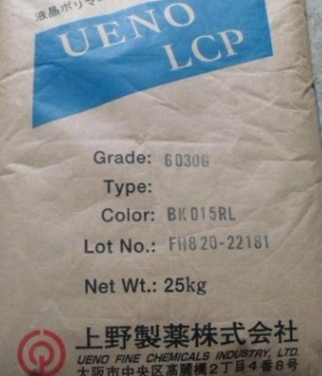 液晶ポリマー
UENO
LCP
Grade: 6030G
Type:
Color: BK015RL
Lot No.: FH820-22181
Net Wt.: 25kg
上野製薬株式会社
UENO FINE CHEMICALS INDUSTRY, LTD.
大阪市中央区高麗橋2丁目4番8号